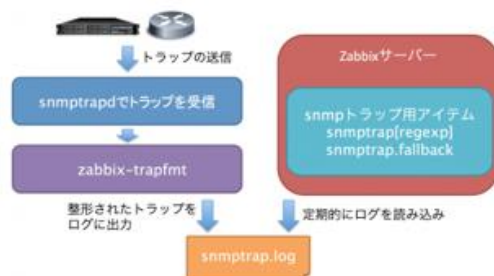 トラップの送信
snmptrapdでトラップを受信
zabbix-trapfmt
整形されたトラップを
ログに出力
Zabbixサーバー
snmpトラップ用アイテム
snmptrap[regexp]
snmptrap.fallback
定期的にログを読み込み
snmptrap.log